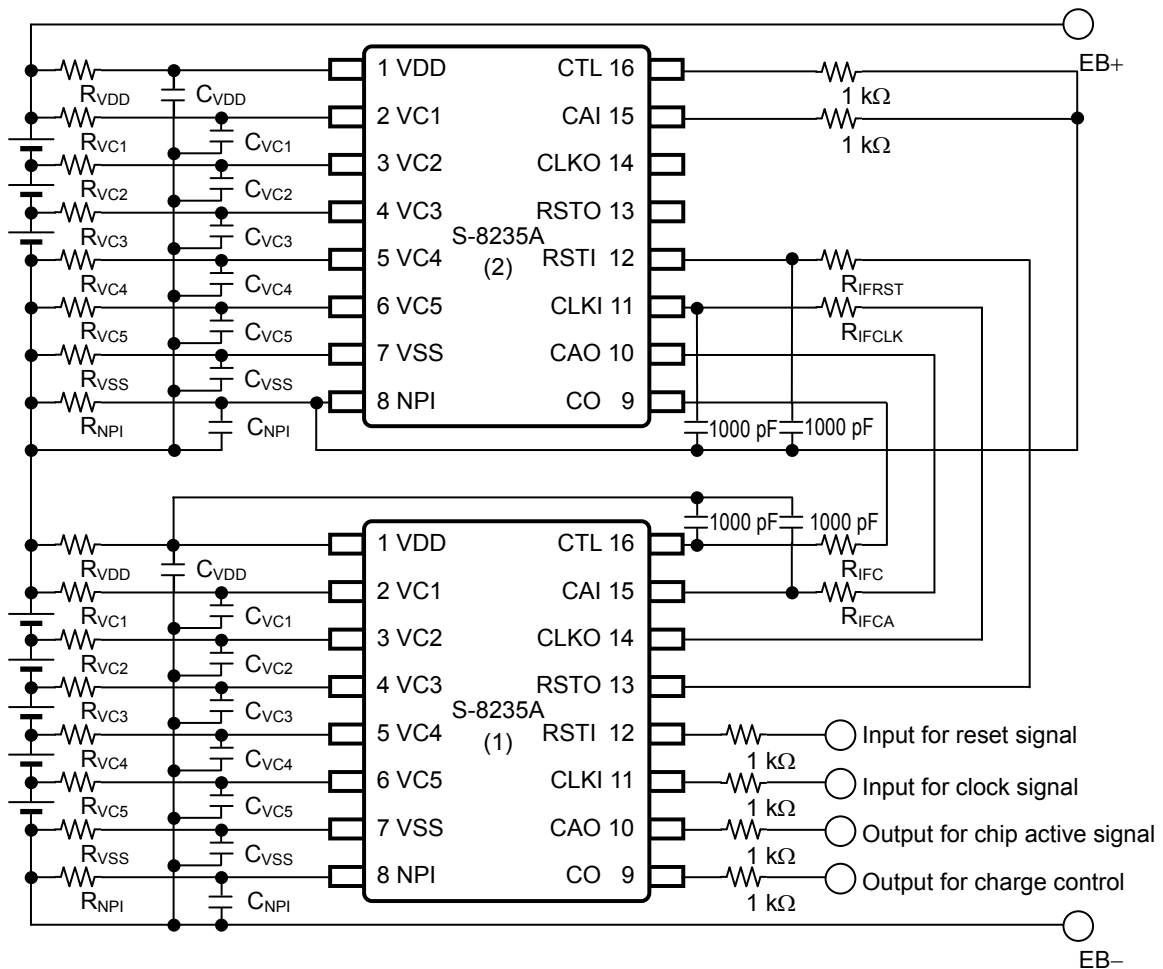 EB+
1 VDD CTL 16
RVDD CVDD 1 kΩ
2 VC1 CAI 15
RVC1 CVC1 1 kΩ
3 VC2 CLKO 14
RVC2 CVC2
4 VC3 RSTO 13
RVC3 CVC3
S-8235A
(2)
5 VC4 RSTI 12
RVC4 CVC4 RIFRST
6 VC5 CLKI 11
RVC5 CVC5 RIFCLK
7 VSS CAO 10
RVSS CVSS
8 NPI CO 9
RNPI CNPI 1000 pF 1000 pF
1000 pF 1000 pF
1 VDD CTL 16
RVDD CVDD RIFC
2 VC1 CAI 15
RVC1 CVC1 RIFCA
3 VC2 CLKO 14
RVC2 CVC2
4 VC3 RSTO 13
RVC3 CVC3
S-8235A
(1)
5 VC4 RSTI 12 Input for reset signal
RVC4 CVC4 1 kΩ
6 VC5 CLKI 11 Input for clock signal
RVC5 CVC5 1 kΩ
7 VSS CAO 10 Output for chip active signal
RVSS CVSS 1 kΩ
8 NPI CO 9 Output for charge control
RNPI CNPI 1 kΩ
EB−